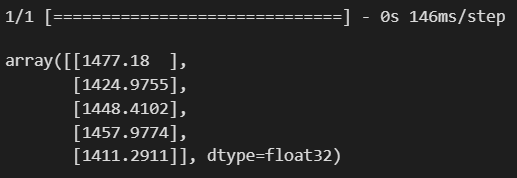 1/1 [==============================] - 0s 146ms/step
array([[1477.18  ],
       [1424.9755],
       [1448.4102],
       [1457.9774],
       [1411.2911]], dtype=float32)